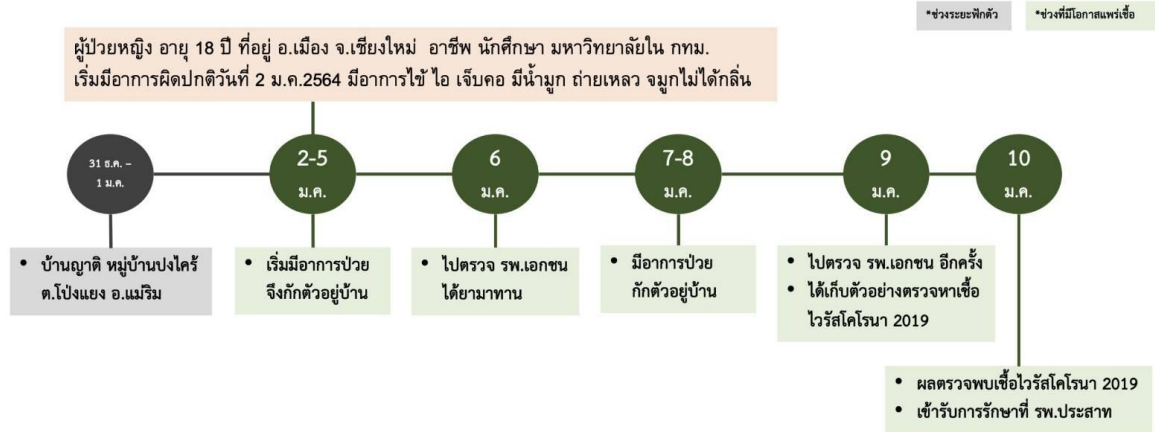 *ช่วงระยะฟักตัว
*ช่วงที่มีโอกาสแพร่เชื้อ
ผู้ป่วยหญิง อายุ 18 ปี ที่อยู่ อ.เมือง จ.เชียงใหม่ อาชีพ นักศึกษา มหาวิทยาลัยใน กทม.
เริ่มมีอาการผิดปกติวันที่ 2 ม.ค.2564 มีอาการไข้ ไอ เจ็บคอ มีน้ำมูก ถ่ายเหลว จมูกไม่ได้กลิ่น
31 ธ.ค. –
1 ม.ค.
• บ้านญาติ หมู่บ้านปงไคร้
ต.โป่งแยง อ.แม่ริม
2-5
ม.ค.
• เริ่มมีอาการป่วย
จึงกักตัวอยู่บ้าน
6
ม.ค.
• ไปตรวจ รพ.เอกชน
ได้ยามาทาน
7-8
ม.ค.
• มีอาการป่วย
กักตัวอยู่บ้าน
9
ม.ค.
• ไปตรวจ รพ.เอกชน อีกครั้ง
• ได้เก็บตัวอย่างตรวจหาเชื้อ
ไวรัสโคโรนา 2019
10
ม.ค.
• ผลตรวจพบเชื้อไวรัสโคโรนา 2019
• เข้ารับการรักษาที่ รพ.ประสาท